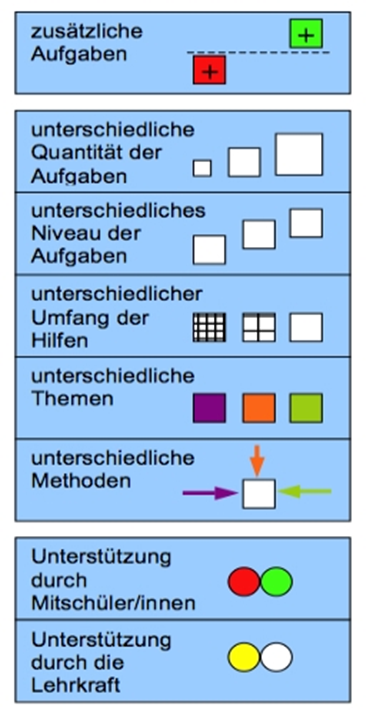 zusätzliche
Aufgaben
+
+
unterschiedliche
Quantität der
Aufgaben
unterschiedliches
Niveau der
Aufgaben
unterschiedlicher
Umfang der
Hilfen
unterschiedliche
Themen
unterschiedliche
Methoden
Unterstützung
durch
Mitschüler/innen
Unterstützung
durch die
Lehrkraft